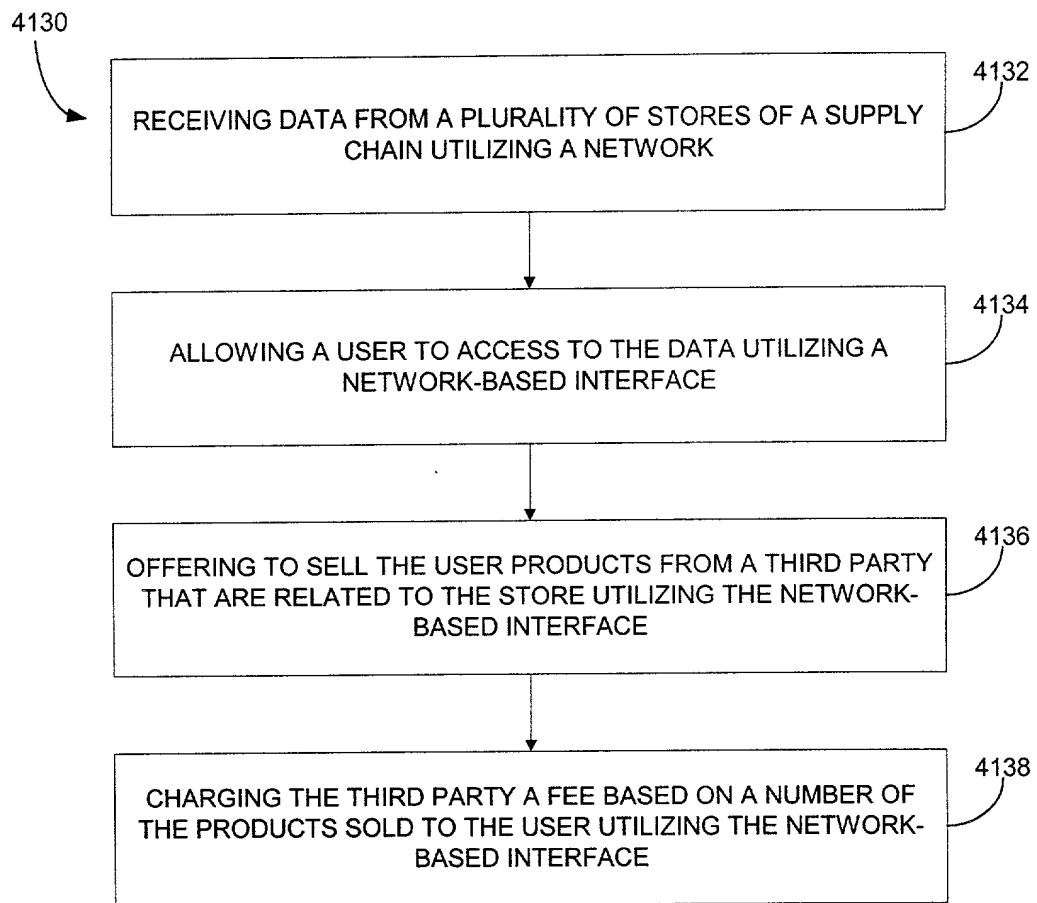 4130
4132
RECEIVING DATA FROM A PLURALITY OF STORES OF A SUPPLY
CHAIN UTILIZING A NETWORK
4134
ALLOWING A USER TO ACCESS TO THE DATA UTILIZING A
NETWORK-BASED INTERFACE
4136
OFFERING TO SELL THE USER PRODUCTS FROM A THIRD PARTY
THAT ARE RELATED TO THE STORE UTILIZING THE NETWORK-
BASED INTERFACE
4138
CHARGING THE THIRD PARTY A FEE BASED ON A NUMBER OF
THE PRODUCTS SOLD TO THE USER UTILIZING THE NETWORK-
BASED INTERFACE